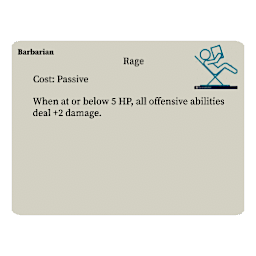 Barbarian
Rage
Cost: Passive
When at or below 5 HP, all offensive abilities
deal +2 damage.